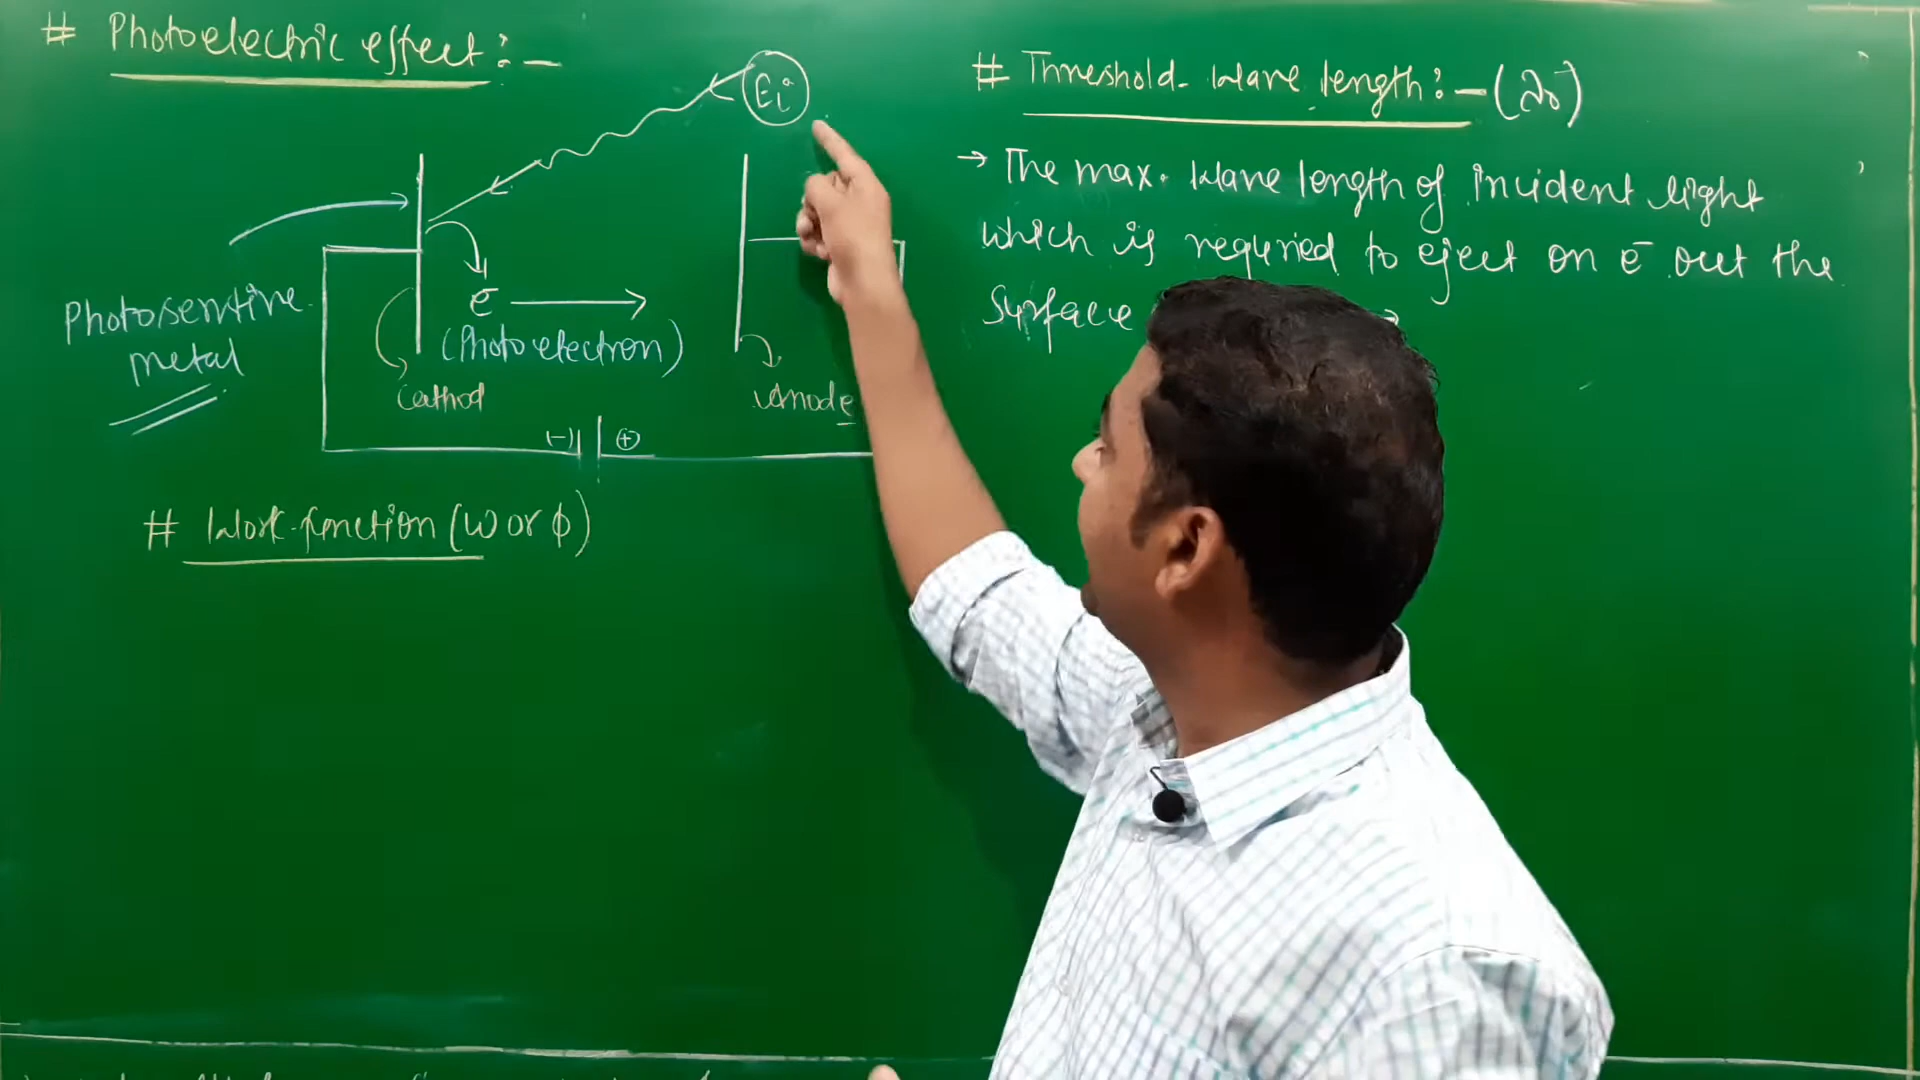 # Photoelectric effect :-
Ei
Photosensitive
metal
e-
(Photoelectron)
Cathod
Anode
(-) (+)
# Work-function (W or ϕ)
# Threshold- Wave length :- (λ0)
→ The max. Wave length of incident light
which is required to eject on e- out the
Surface